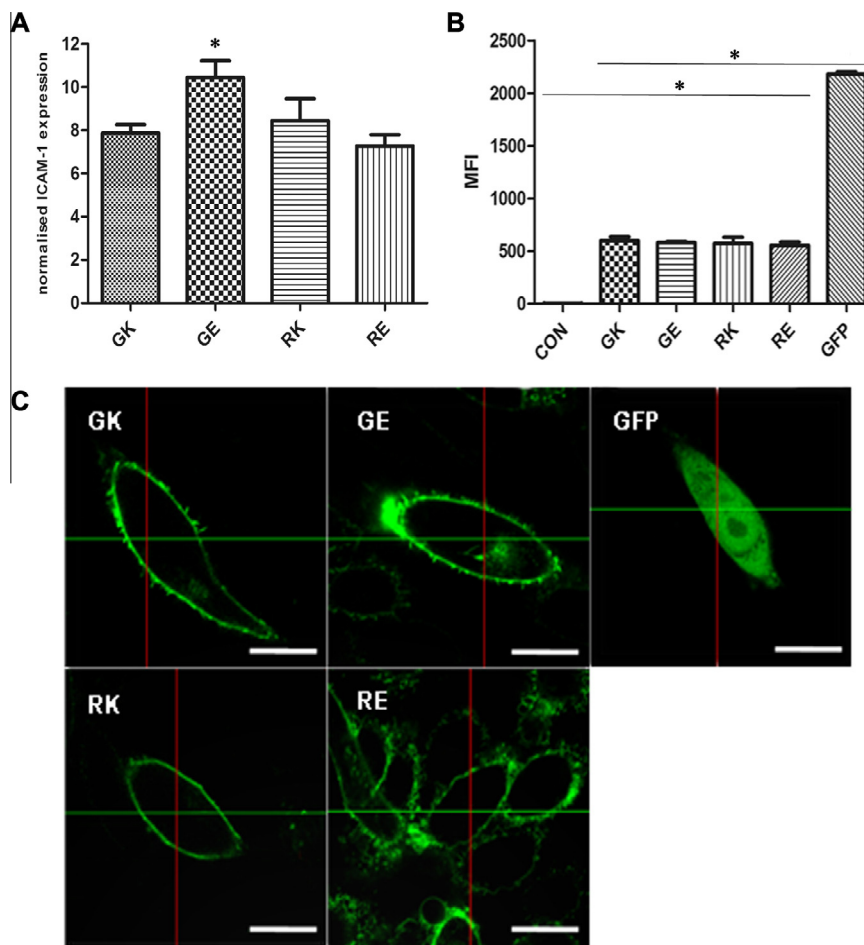 A
normalised ICAM-1 expression
12
10
8
6
4
2
0
*
GK
GE
RK
RE
B
MFI
2500
2000
1500
1000
500
0
*
*
CON
GK
GE
RK
RE
GFP
C
GK
GE
GFP
RK
RE